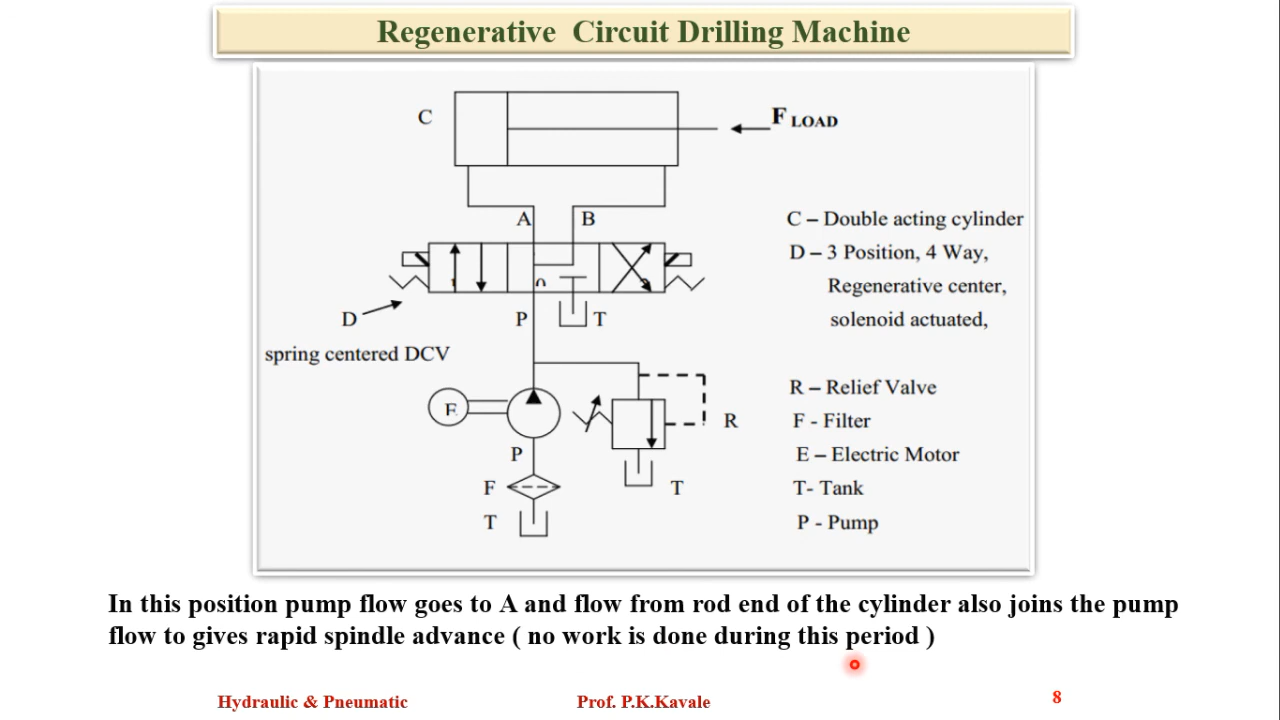 Regenerative Circuit Drilling Machine
C
F LOAD
A B
C – Double acting cylinder
D – 3 Position, 4 Way,
Regenerative center,
solenoid actuated,
D
P T
spring centered DCV
R – Relief Valve
E
R
F - Filter
P
E – Electric Motor
F
T
T- Tank
T
P - Pump
In this position pump flow goes to A and flow from rod end of the cylinder also joins the pump
flow to gives rapid spindle advance ( no work is done during this period )
Hydraulic & Pneumatic
Prof. P.K.Kavale
8